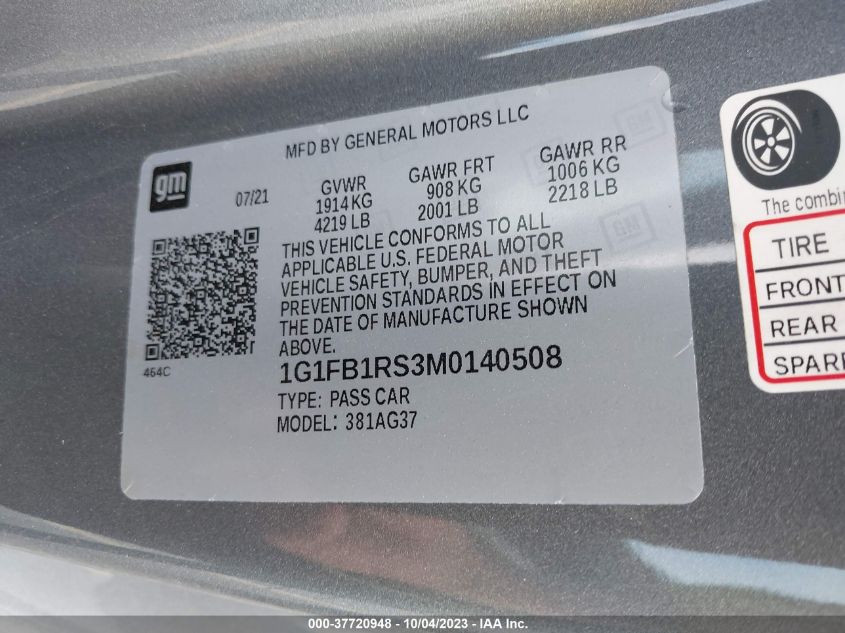 MFD BY GENERAL MOTORS LLC
gm
07/21
GVWR
1914 KG
4219 LB
GAWR FRT
908 KG
2001 LB
GAWR RR
1006 KG
2218 LB
THIS VEHICLE CONFORMS TO ALL
APPLICABLE U.S. FEDERAL MOTOR
VEHICLE SAFETY, BUMPER, AND THEFT
PREVENTION STANDARDS IN EFFECT ON
THE DATE OF MANUFACTURE SHOWN
ABOVE.
464C
1G1FB1RS3M0140508
TYPE: PASS CAR
MODEL: 381AG37
The combin
TIRE
FRONT
REAR
SPARE
000-37720948 - 10/04/2023 - IAA Inc.